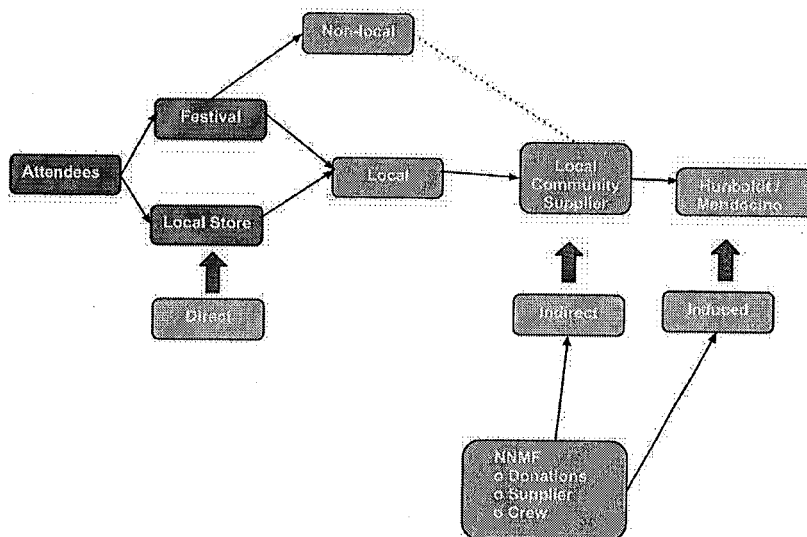 Non-local
Festival
Attendees
Local
Local
Community
Supplier
Humboldt /
Mendocino
Local Store
Direct
Indirect
Induced
NNMF
o Donations
o Supplier
o Crew